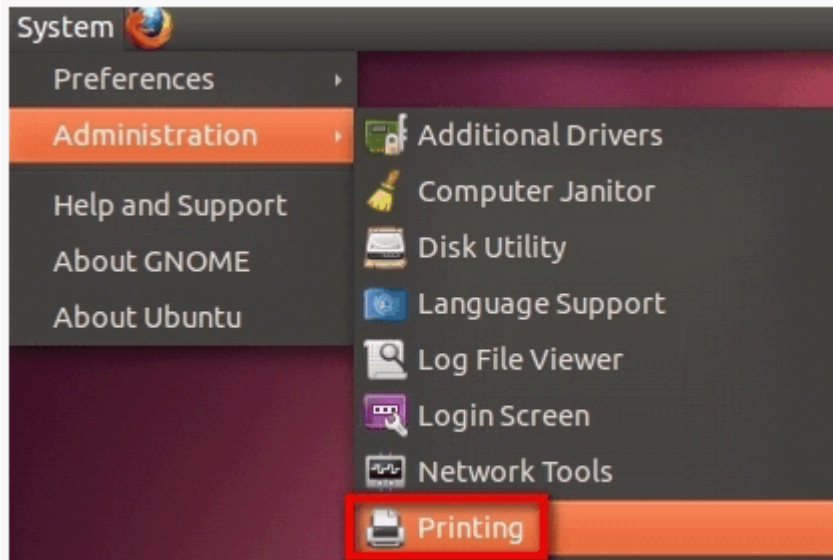 System
Preferences
Administration
Help and Support
About GNOME
About Ubuntu
Additional Drivers
Computer Janitor
Disk Utility
Language Support
Log File Viewer
Login Screen
Network Tools
Printing